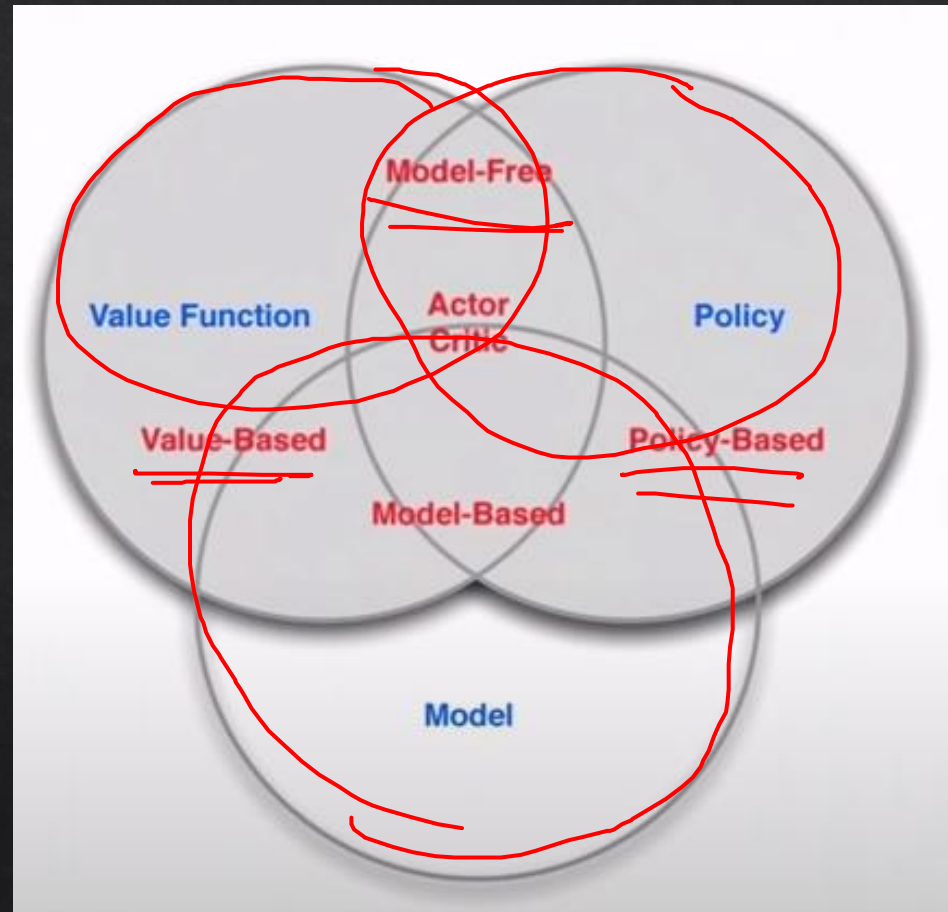 Model-Free
Value Function
Actor
Critic
Policy
Value-Based
Policy-Based
Model-Based
Model